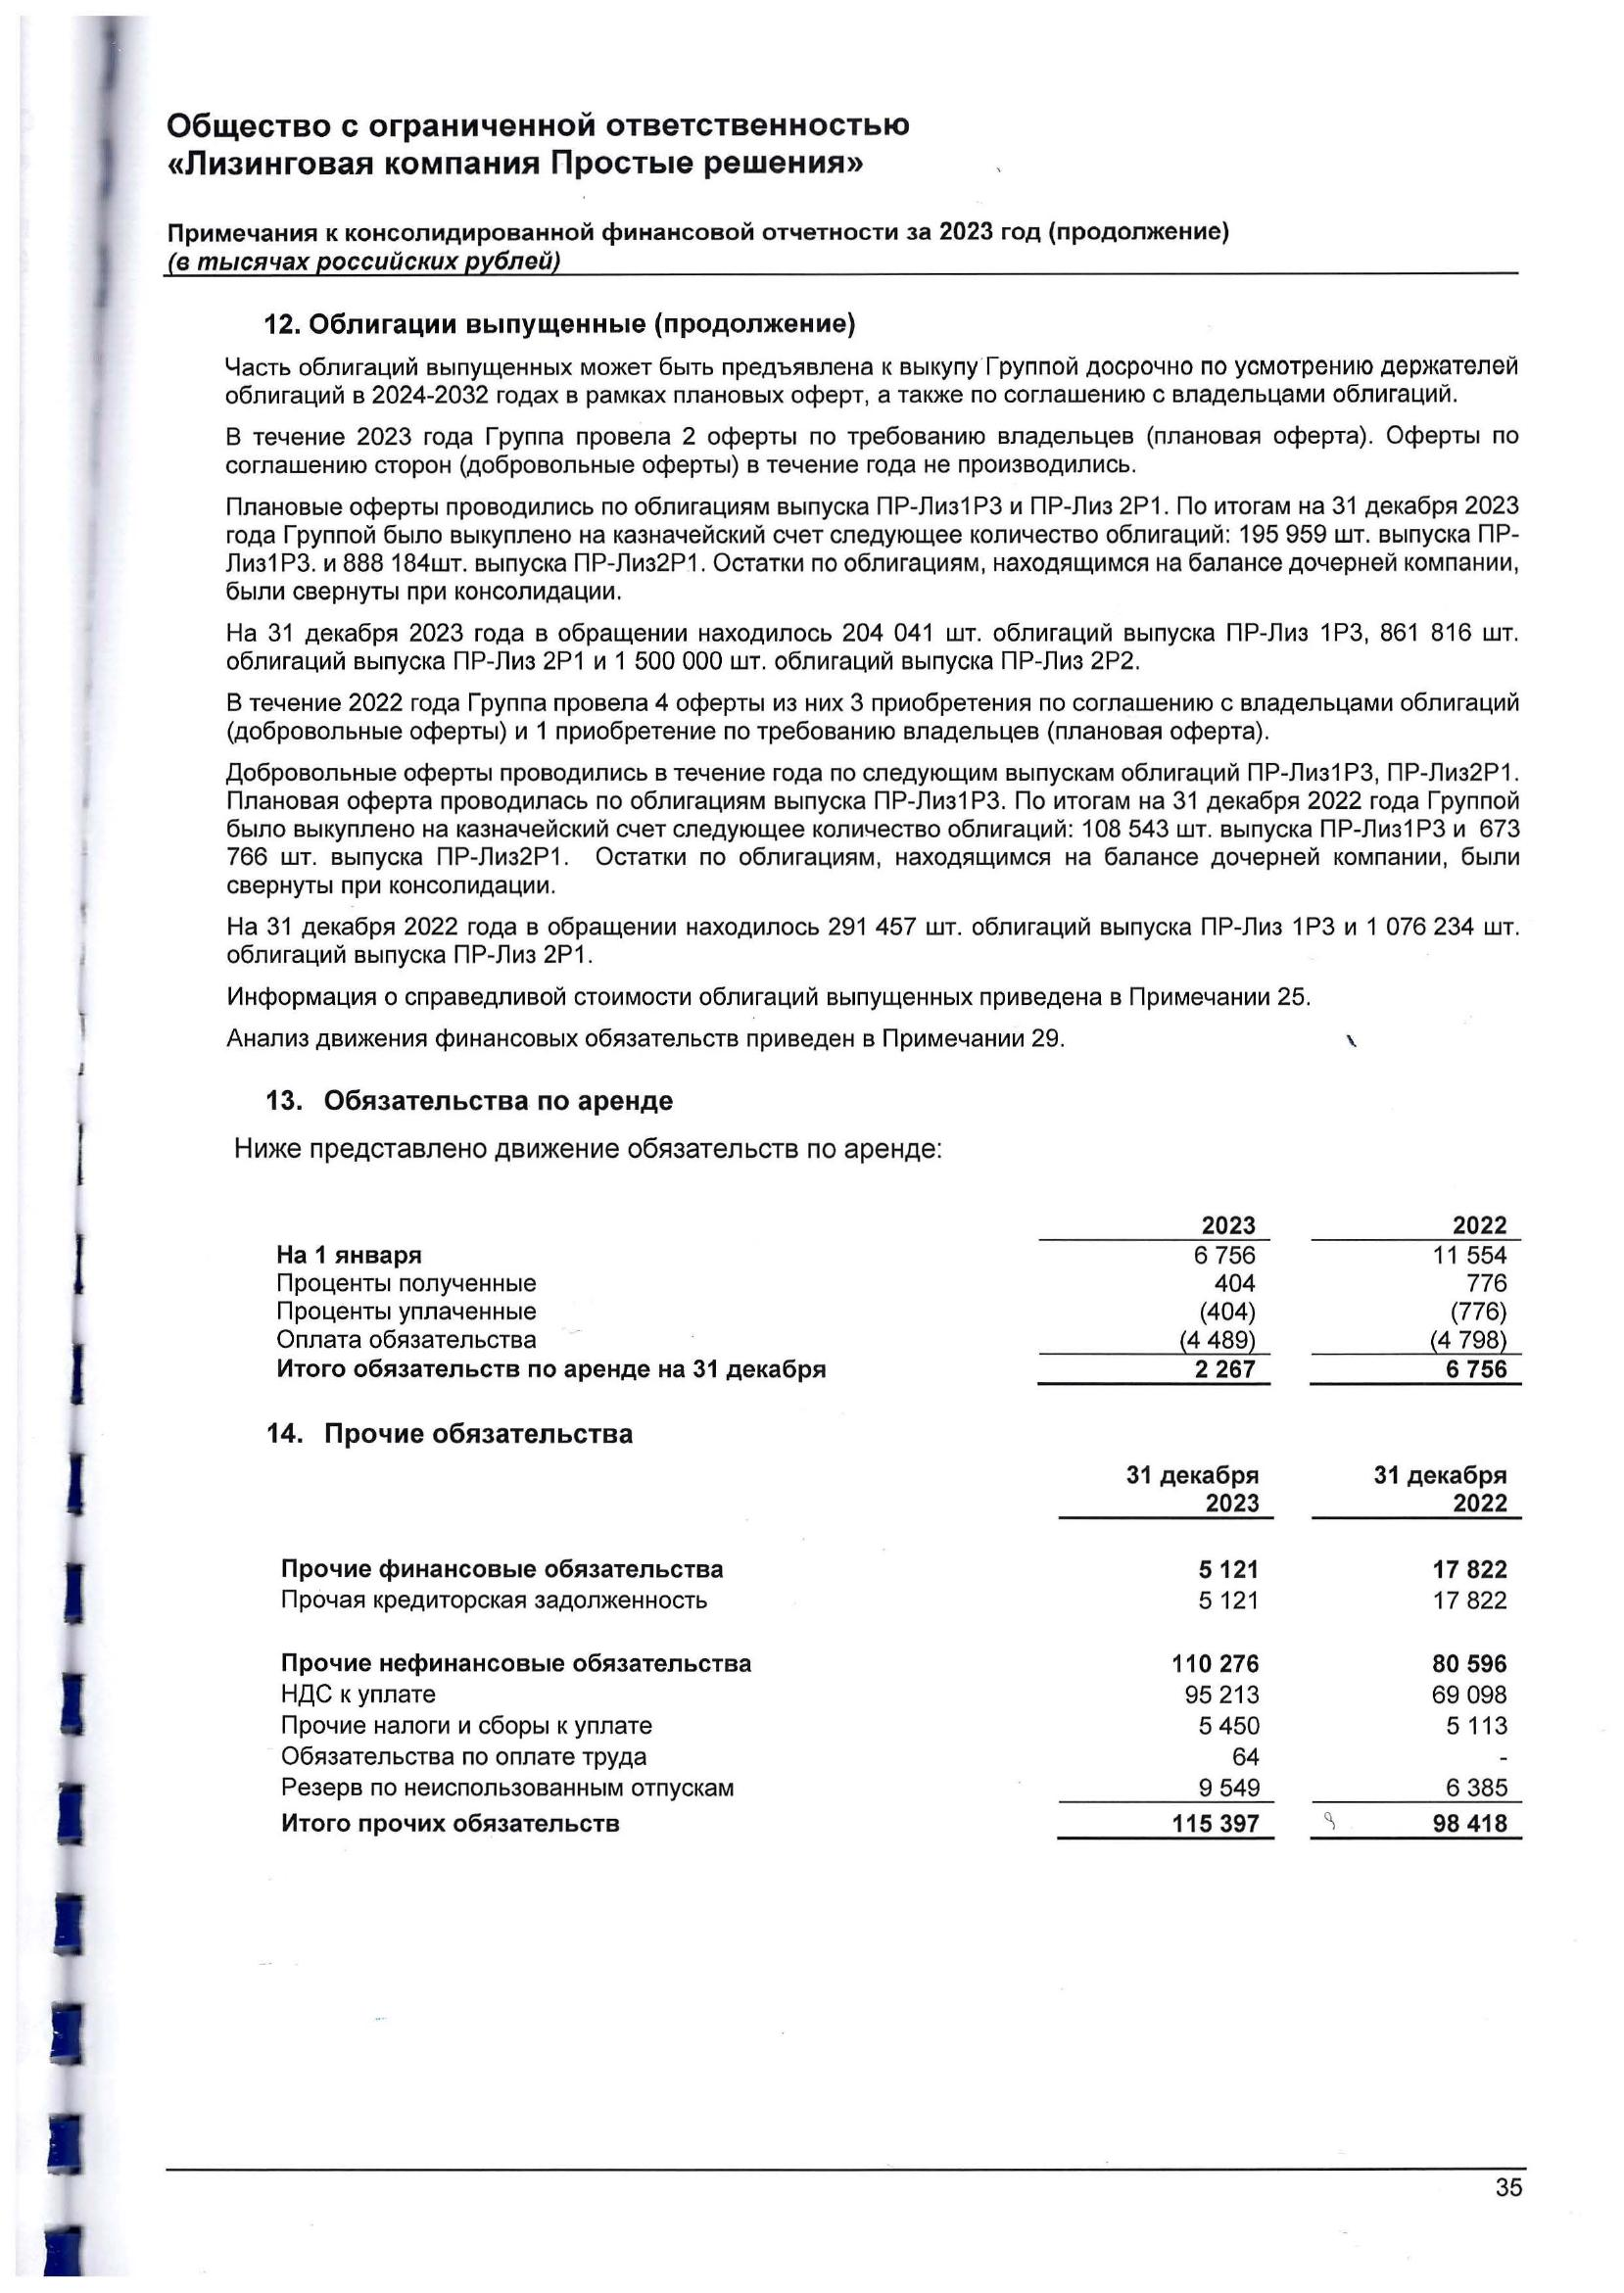 Общество с ограниченной ответственностью
«Лизинговая компания Простые решения»
Примечания к консолидированной финансовой отчетности за 2023 год (продолжение)
(в тысячах российских рублей)
12. Облигации выпущенные (продолжение)
Часть облигаций выпущенных может быть предъявлена к выкупу Группой досрочно по усмотрению держателей
облигаций в 2024-2032 годах в рамках плановых оферт, а также по соглашению с владельцами облигаций.
В течение 2023 года Группа провела 2 оферты по требованию владельцев (плановая оферта). Оферты по
соглашению сторон (добровольные оферты) в течение года не производились.
Плановые оферты проводились по облигациям выпуска ПР-Лиз1Р3 и ПР-Лиз 2Р1. По итогам на 31 декабря 2023
года Группой было выкуплено на казначейский счет следующее количество облигаций: 195 959 шт. выпуска ПР-
Лиз1Р3. и 888 184шт. выпуска ПР-Лиз2Р1. Остатки по облигациям, находящимся на балансе дочерней компании,
были свернуты при консолидации.
На 31 декабря 2023 года в обращении находилось 204 041 шт. облигаций выпуска ПР-Лиз 1Р3, 861 816 шт.
облигаций выпуска ПР-Лиз 2Р1 и 1 500 000 шт. облигаций выпуска ПР-Лиз 2Р2.
В течение 2022 года Группа провела 4 оферты из них 3 приобретения по соглашению с владельцами облигаций
(добровольные оферты) и 1 приобретение по требованию владельцев (плановая оферта).
Добровольные оферты проводились в течение года по следующим выпускам облигаций ПР-Лиз1Р3, ПР-Лиз2Р1.
Плановая оферта проводилась по облигациям выпуска ПР-Лиз1Р3. По итогам на 31 декабря 2022 года Группой
было выкуплено на казначейский счет следующее количество облигаций: 108 543 шт. выпуска ПР-Лиз1Р3 и 673
766 шт. выпуска ПР-Лиз2Р1. Остатки по облигациям, находящимся на балансе дочерней компании, были
свернуты при консолидации.
На 31 декабря 2022 года в обращении находилось 291 457 шт. облигаций выпуска ПР-Лиз 1Р3 и 1 076 234 шт.
облигаций выпуска ПР-Лиз 2Р1.
Информация о справедливой стоимости облигаций выпущенных приведена в Примечании 25.
Анализ движения финансовых обязательств приведен в Примечании 29.
13. Обязательства по аренде
Ниже представлено движение обязательств по аренде:
2023 2022
На 1 января 6 756 11 554
Проценты полученные 404 776
Проценты уплаченные (404) (776)
Оплата обязательства (4 489) (4 798)
Итого обязательств по аренде на 31 декабря 2 267 6 756
14. Прочие обязательства
31 декабря 31 декабря
2023 2022
Прочие финансовые обязательства 5 121 17 822
Прочая кредиторская задолженность 5 121 17 822
Прочие нефинансовые обязательства 110 276 80 596
НДС к уплате 95 213 69 098
Прочие налоги и сборы к уплате 5 450 5 113
Обязательства по оплате труда 64 -
Резерв по неиспользованным отпускам 9 549 6 385
Итого прочих обязательств 115 397 98 418
35